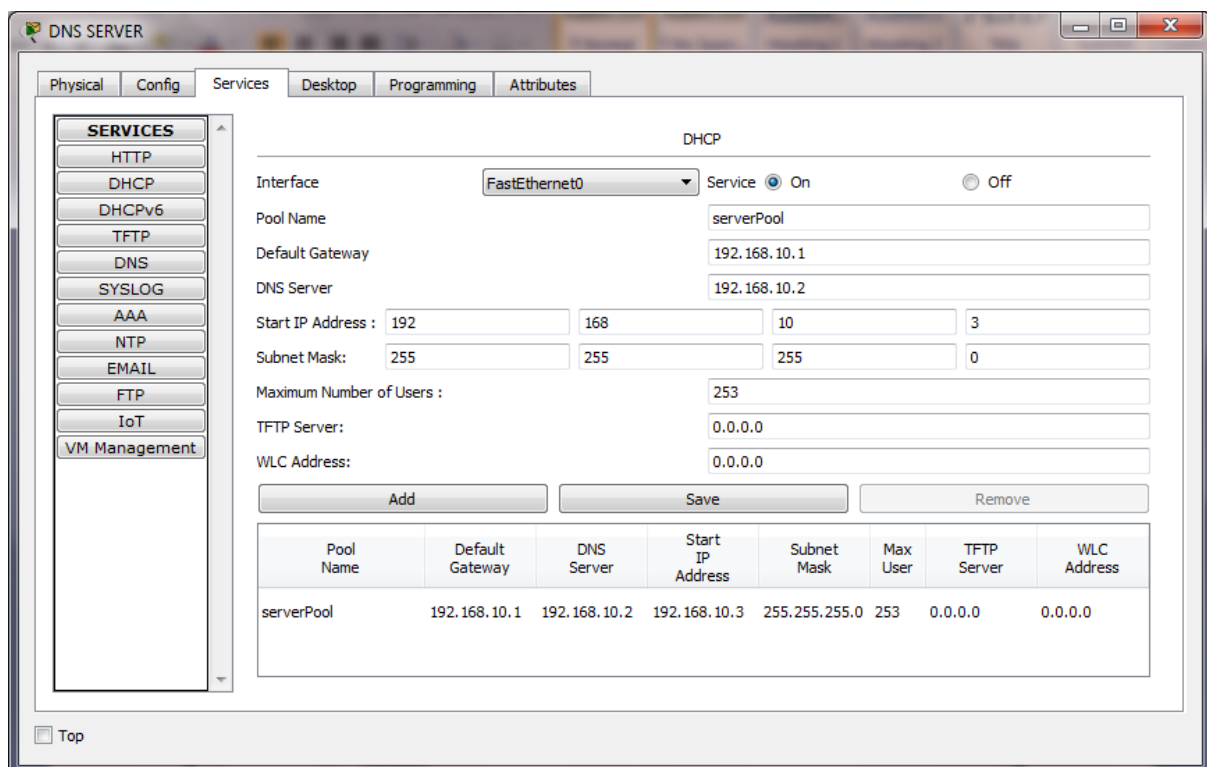 DNS SERVER
Physical Config Services Desktop Programming Attributes
SERVICES
HTTP
DHCP
DHCPv6
TFTP
DNS
SYSLOG
AAA
NTP
EMAIL
FTP
IoT
VM Management
DHCP
Interface FastEthernet0 Service On Off
Pool Name serverPool
Default Gateway 192.168.10.1
DNS Server 192.168.10.2
Start IP Address : 192 168 10 3
Subnet Mask: 255 255 255 0
Maximum Number of Users : 253
TFTP Server: 0.0.0.0
WLC Address: 0.0.0.0
Add Save Remove
Pool Name Default Gateway DNS Server Start IP Address Subnet Mask Max User TFTP Server WLC Address
serverPool 192.168.10.1 192.168.10.2 192.168.10.3 255.255.255.0 253 0.0.0.0 0.0.0.0
Top